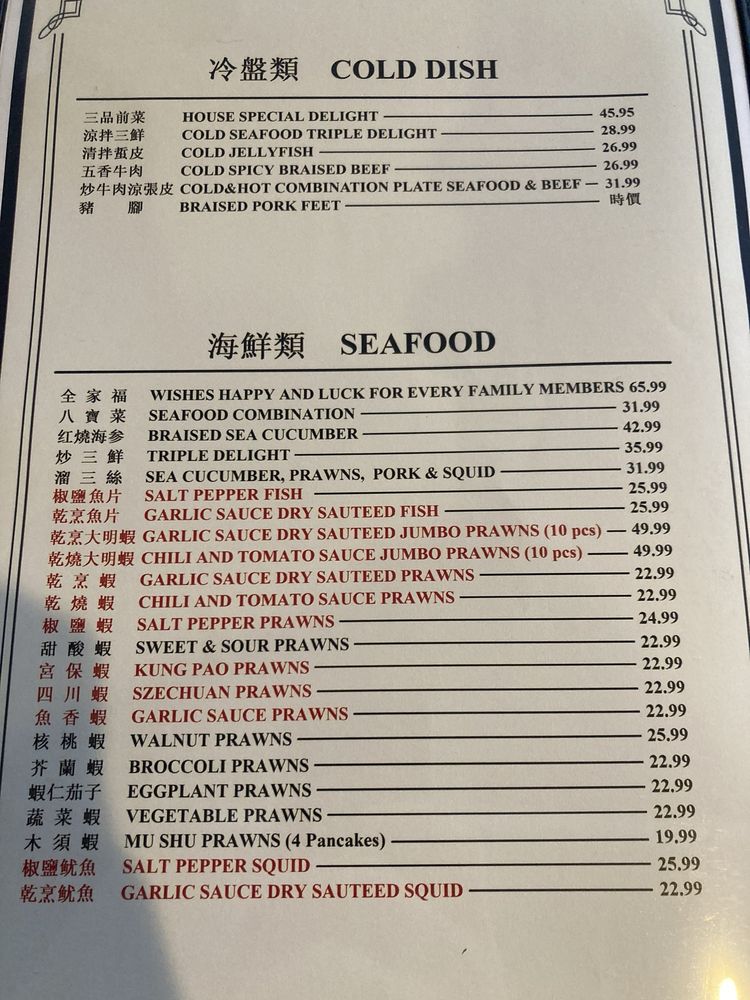 冷盤類 COLD DISH
三品前菜 HOUSE SPECIAL DELIGHT 45.95
涼拌三鮮 COLD SEAFOOD TRIPLE DELIGHT 28.99
清拌蜇皮 COLD JELLYFISH 26.99
五香牛肉 COLD SPICY BRAISED BEEF 26.99
炒牛肉涼張皮 COLD&HOT COMBINATION PLATE SEAFOOD & BEEF 31.99
豬腳 BRAISED PORK FEET 時價
海鮮類 SEAFOOD
全家福 WISHES HAPPY AND LUCK FOR EVERY FAMILY MEMBERS 65.99
八寶菜 SEAFOOD COMBINATION 31.99
红燒海参 BRAISED SEA CUCUMBER 42.99
炒三鮮 TRIPLE DELIGHT 35.99
溜三絲 SEA CUCUMBER, PRAWNS, PORK & SQUID 31.99
椒鹽魚片 SALT PEPPER FISH 25.99
乾烹魚片 GARLIC SAUCE DRY SAUTEED FISH 25.99
乾烹大明蝦 GARLIC SAUCE DRY SAUTEED JUMBO PRAWNS (10 pcs) 49.99
乾燒大明蝦 CHILI AND TOMATO SAUCE JUMBO PRAWNS (10 pcs) 49.99
乾烹蝦 GARLIC SAUCE DRY SAUTEED PRAWNS 22.99
乾燒蝦 CHILI AND TOMATO SAUCE PRAWNS 22.99
椒鹽蝦 SALT PEPPER PRAWNS 24.99
甜酸蝦 SWEET & SOUR PRAWNS 22.99
宮保蝦 KUNG PAO PRAWNS 22.99
四川蝦 SZECHUAN PRAWNS 22.99
魚香蝦 GARLIC SAUCE PRAWNS 22.99
核桃蝦 WALNUT PRAWNS 25.99
芥蘭蝦 BROCCOLI PRAWNS 22.99
蝦仁茄子 EGGPLANT PRAWNS 22.99
蔬菜蝦 VEGETABLE PRAWNS 22.99
木須蝦 MU SHU PRAWNS (4 Pancakes) 19.99
椒鹽魷魚 SALT PEPPER SQUID 25.99
乾烹魷魚 GARLIC SAUCE DRY SAUTEED SQUID 22.99